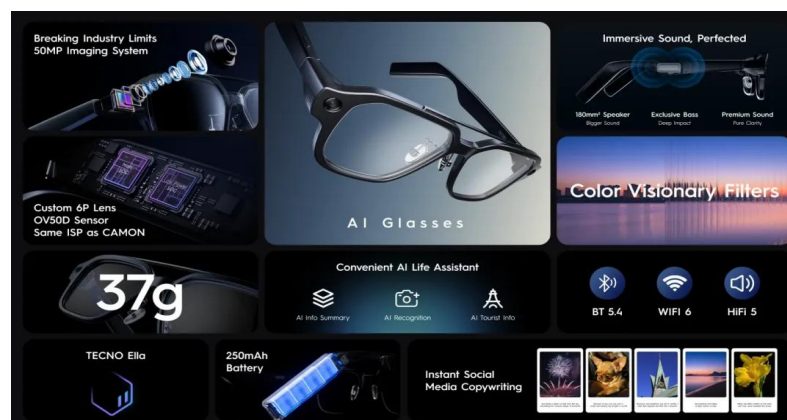 Breaking Industry Limits
50MP Imaging System
Custom 6P Lens
OV50D Sensor
Same ISP as CAMON
AI Glasses
Immersive Sound, Perfected
180mm² Speaker
Bigger Sound
Exclusive Bass
Deep Impact
Premium Sound
Pure Clarity
Color Visionary Filters
37g
Convenient AI Life Assistant
AI Info Summary
AI Recognition
AI Tourist Info
BT 5.4
WIFI 6
HiFi 5
TECNO Ella
250mAh
Battery
Instant Social
Media Copywriting